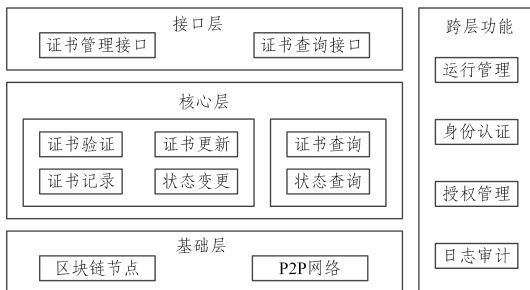 接口层
证书管理接口
证书查询接口
核心层
证书验证
证书更新
证书查询
证书记录
状态变更
状态查询
基础层
区块链节点
P2P网络
跨层功能
运行管理
身份认证
授权管理
日志审计